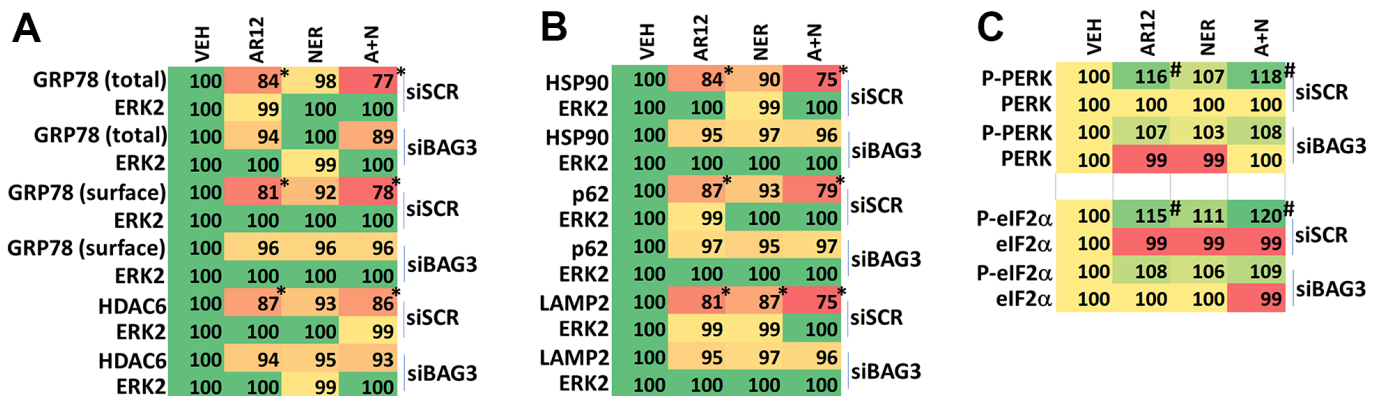 A
VEH AR12 NER A+N
GRP78 (total) 100 84* 98 77*
ERK2 100 99 100 100
siSCR
GRP78 (total) 100 94 100 89
ERK2 100 100 99 100
siBAG3
GRP78 (surface) 100 81* 92 78*
ERK2 100 100 100 100
siSCR
GRP78 (surface) 100 96 96 96
ERK2 100 100 100 100
siBAG3
HDAC6 100 87* 93 86*
ERK2 100 100 100 99
siSCR
HDAC6 100 94 95 93
ERK2 100 100 99 100
siBAG3
B
VEH AR12 NER A+N
HSP90 100 84* 90 75*
ERK2 100 100 99 100
siSCR
HSP90 100 95 97 96
ERK2 100 100 100 100
siBAG3
p62 100 87* 93 79*
ERK2 100 99 100 100
siSCR
p62 100 97 95 97
ERK2 100 100 100 100
siBAG3
LAMP2 100 81* 87* 75*
ERK2 100 99 99 100
siSCR
LAMP2 100 95 97 96
ERK2 100 100 100 100
siBAG3
C
VEH AR12 NER A+N
P-PERK 100 116# 107 118#
PERK 100 100 100 100
siSCR
P-PERK 100 107 103 108
PERK 100 99 99 100
siBAG3
P-eIF2α 100 115# 111 120#
eIF2α 100 99 99 99
siSCR
P-eIF2α 100 108 106 109
eIF2α 100 100 100 99
siBAG3